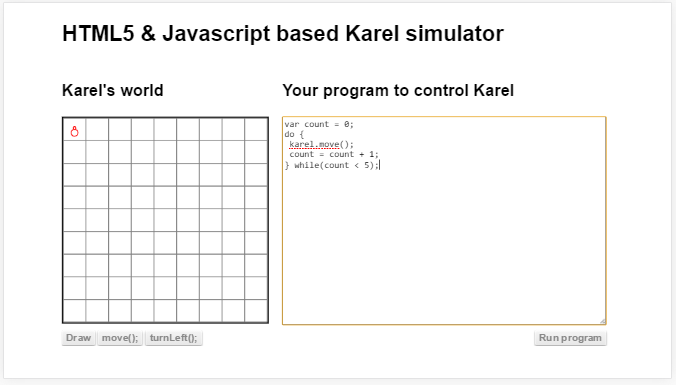 HTML5 & Javascript based Karel simulator
Karel's world
Your program to control Karel
var count = 0;
do {
karel.move();
count = count + 1;
} while(count < 5);
Draw move(); turnLeft(); Run program